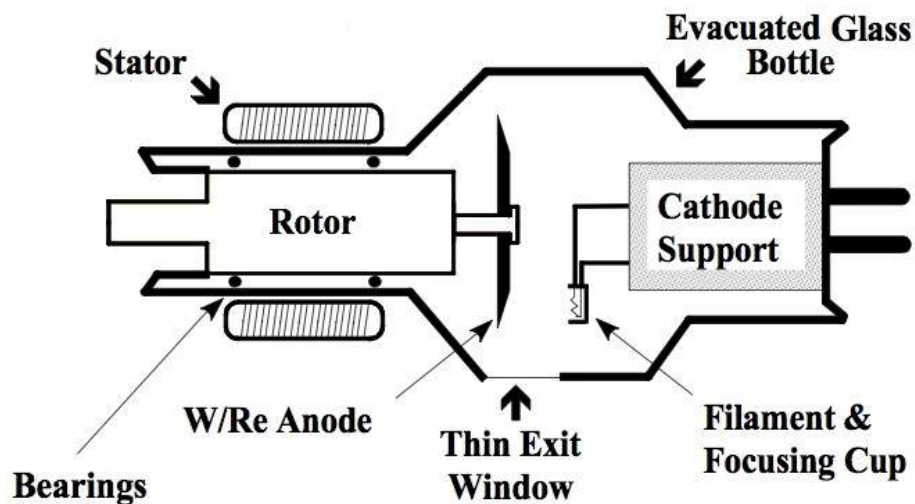 Evacuated Glass
Bottle
Stator
Rotor
Cathode
Support
W/Re Anode
Thin Exit
Window
Filament &
Focusing Cup
Bearings